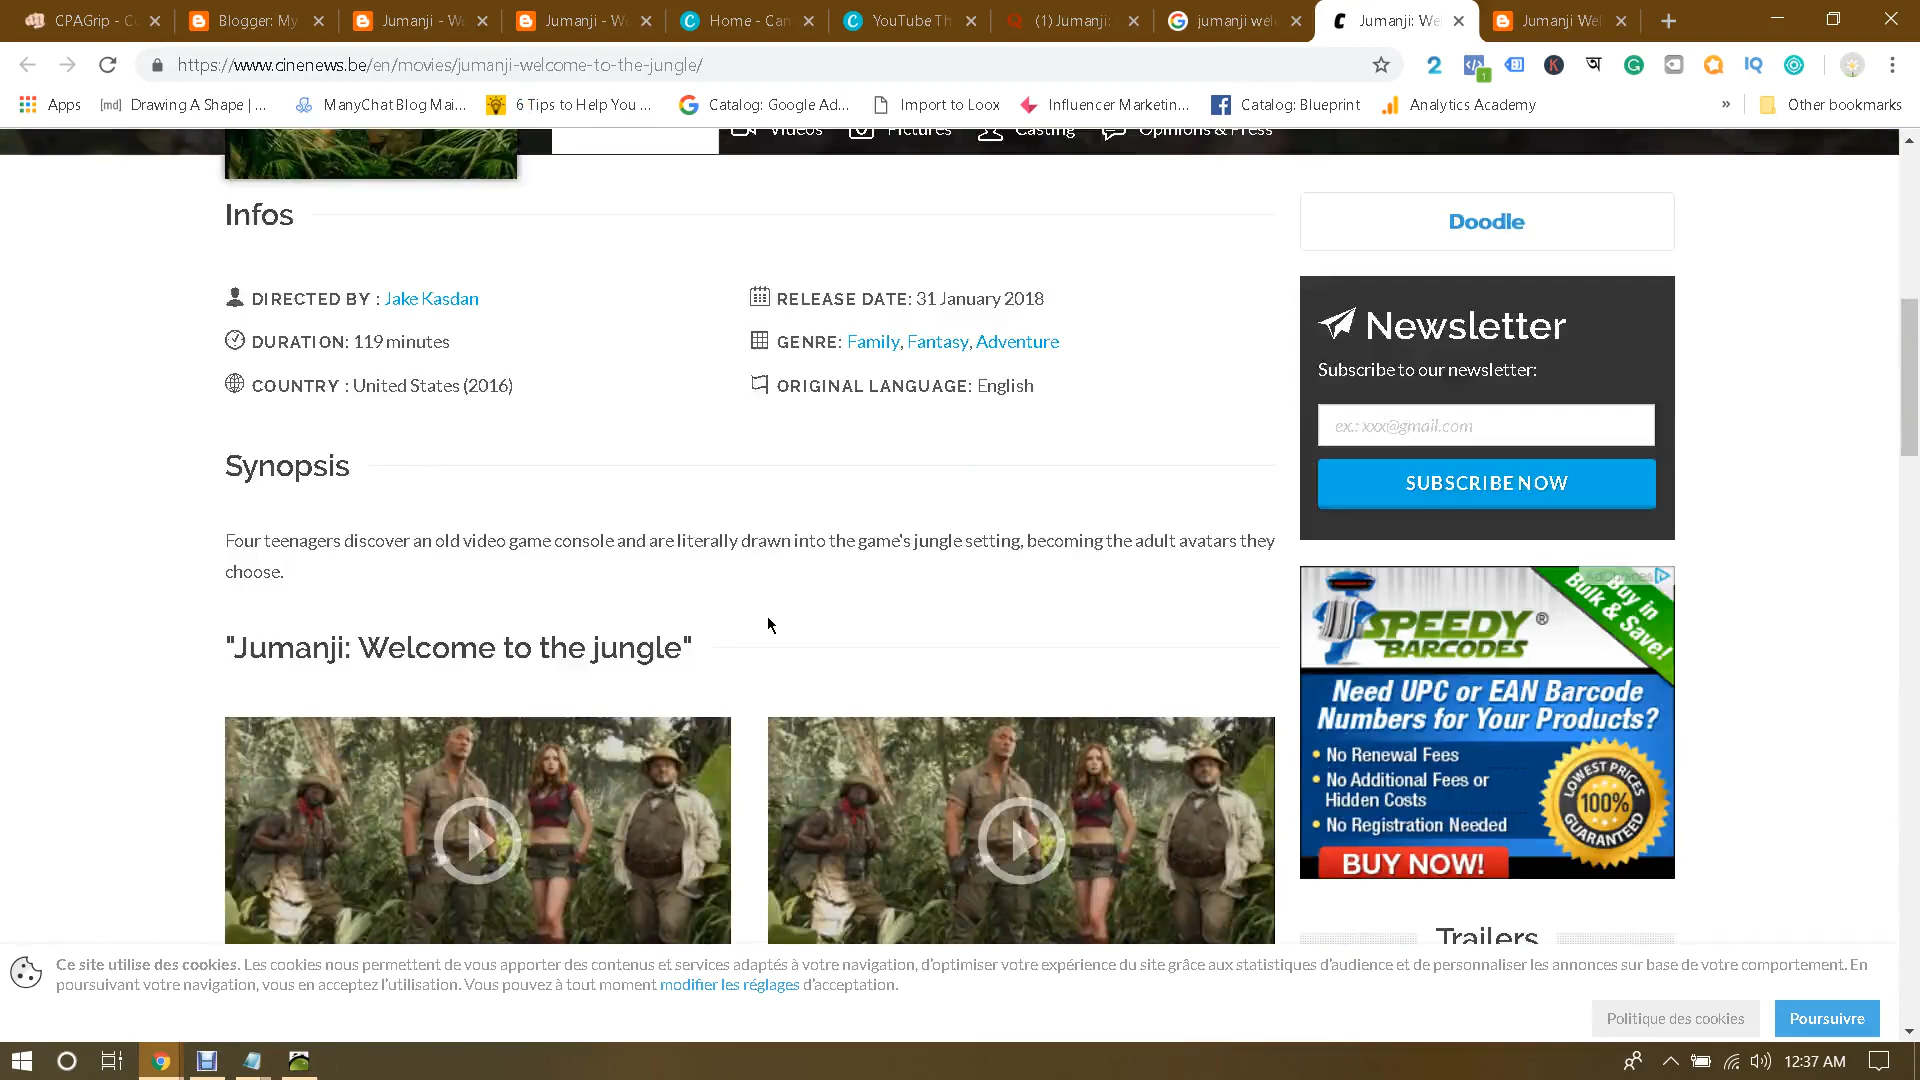 CPAGrip - Co
Blogger: My
Jumanji - We
Jumanji - We
Home - Can
YouTube Th
(1) Jumanji:
jumanji wel
Jumanji: We
Jumanji Wel
https://www.cinenews.be/en/movies/jumanji-welcome-to-the-jungle/
Apps
[md] Drawing A Shape | ...
ManyChat Blog Mai...
6 Tips to Help You ...
Catalog: Google Ad...
Import to Loox
Influencer Marketin...
Catalog: Blueprint
Analytics Academy
»
Other bookmarks
Videos
Pictures
Casting
Opinions & Press
Infos
DIRECTED BY : Jake Kasdan
RELEASE DATE: 31 January 2018
DURATION: 119 minutes
GENRE: Family, Fantasy, Adventure
COUNTRY : United States (2016)
ORIGINAL LANGUAGE: English
Synopsis
Four teenagers discover an old video game console and are literally drawn into the game's jungle setting, becoming the adult avatars they
choose.
"Jumanji: Welcome to the jungle"
Doodle
Newsletter
Subscribe to our newsletter:
ex.: xxx@gmail.com
SUBSCRIBE NOW
AdChoices
Buy in
Bulk & Save!
SPEEDY®
BARCODES
Need UPC or EAN Barcode
Numbers for Your Products?
• No Renewal Fees
• No Additional Fees or
Hidden Costs
• No Registration Needed
LOWEST PRICES
100%
GUARANTEED
BUY NOW!
Trailers
Ce site utilise des cookies. Les cookies nous permettent de vous apporter des contenus et services adaptés à votre navigation, d'optimiser votre expérience du site grâce aux statistiques d'audience et de personnaliser les annonces sur base de votre comportement. En
poursuivant votre navigation, vous en acceptez l'utilisation. Vous pouvez à tout moment modifier les réglages d'acceptation.
Politique des cookies
Poursuivre
12:37 AM